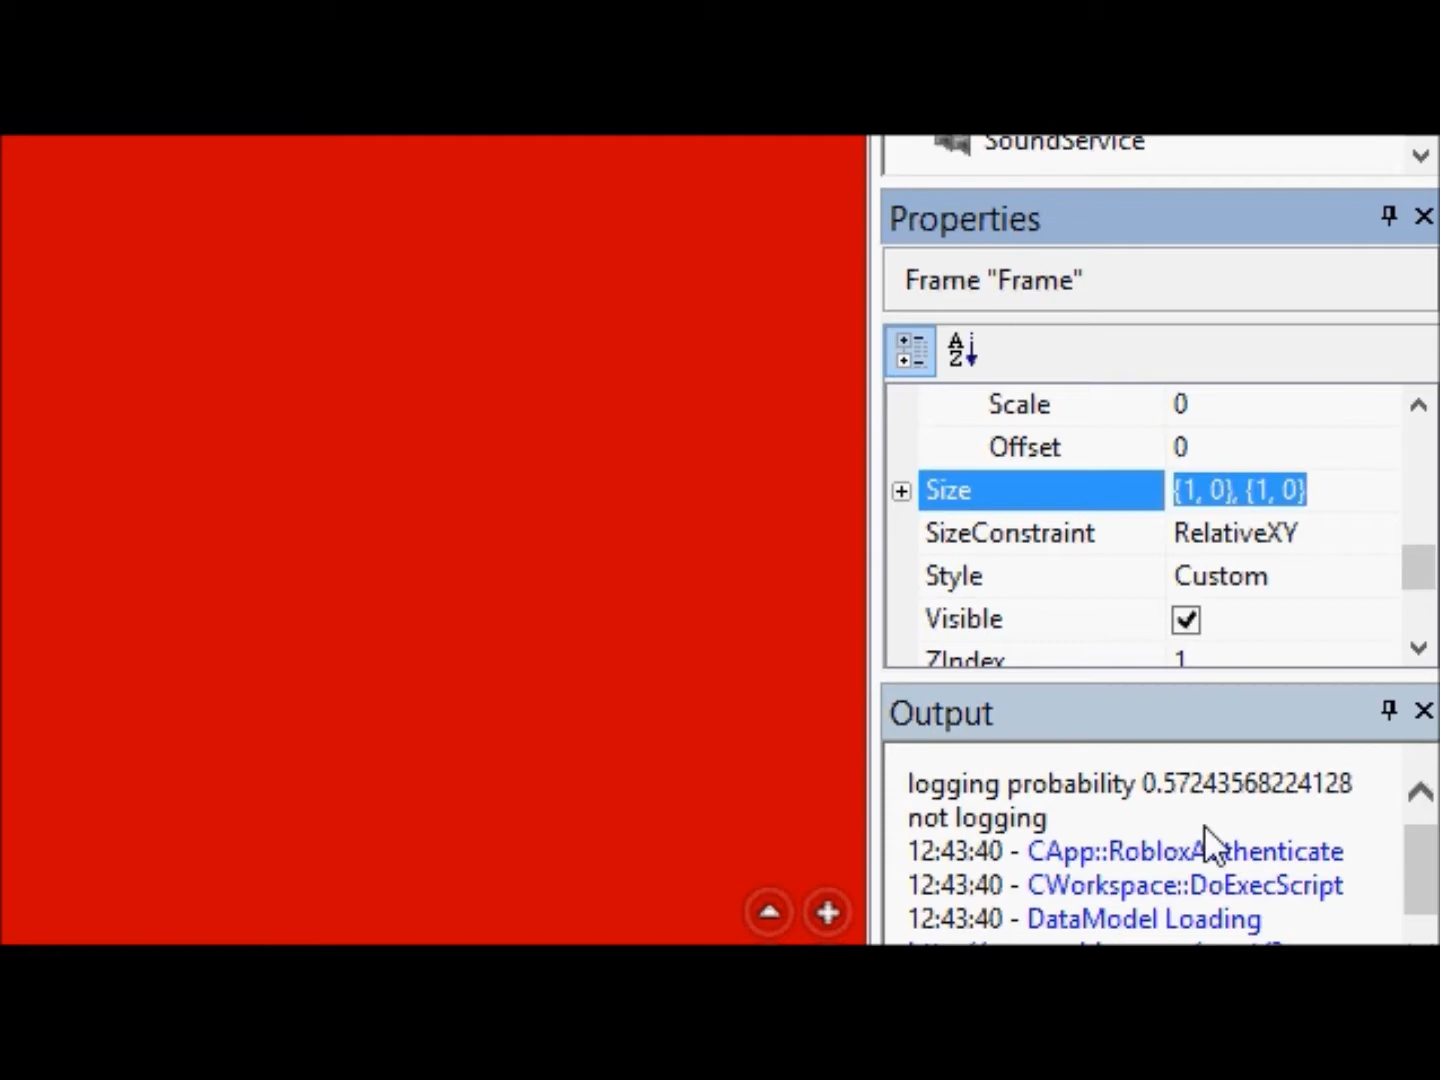 SoundService
Properties
Frame "Frame"
Scale 0
Offset 0
Size {1, 0}, {1, 0}
SizeConstraint RelativeXY
Style Custom
Visible
ZIndex 1
Output
logging probability 0.57243568224128
not logging
12:43:40 - CApp::RobloxAuthenticate
12:43:40 - CWorkspace::DoExecScript
12:43:40 - DataModel Loading